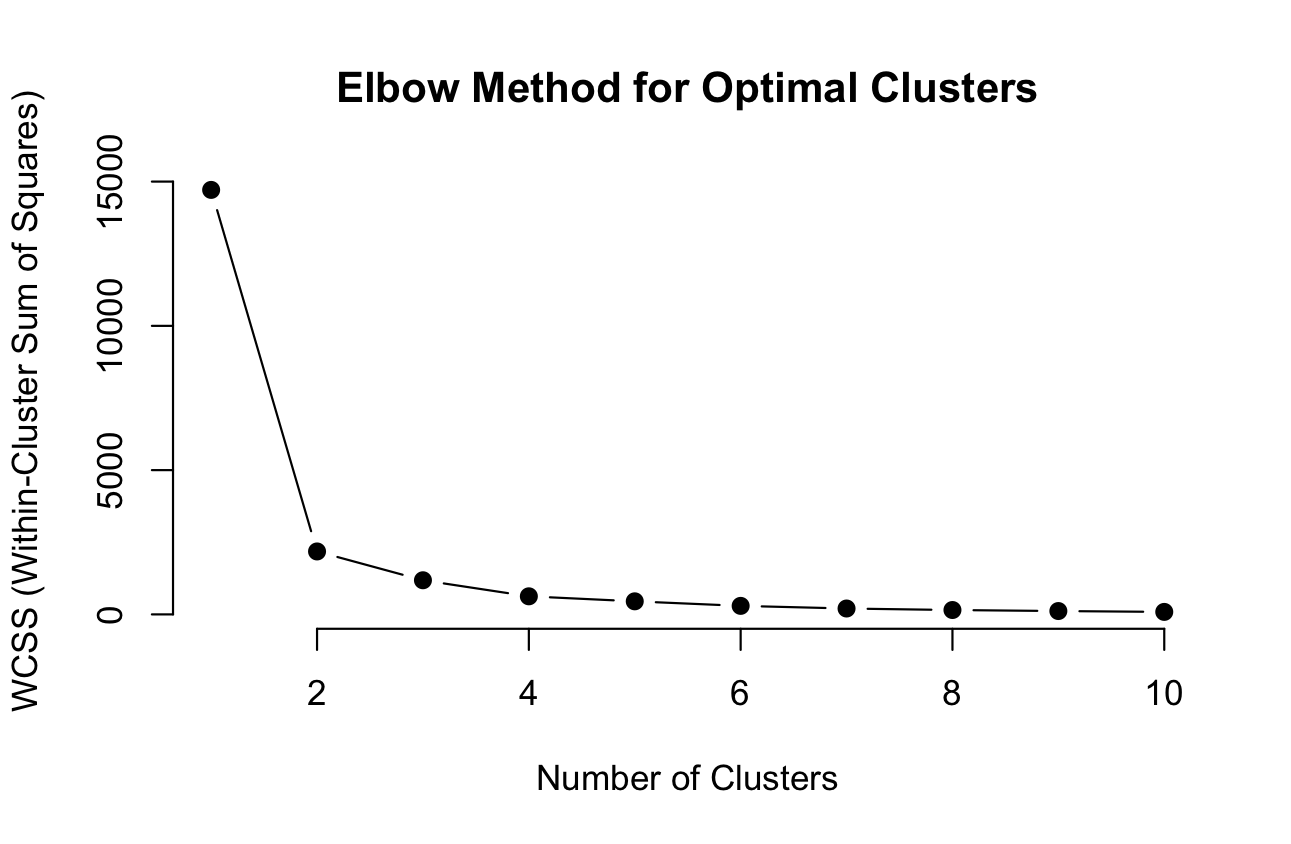 Elbow Method for Optimal Clusters
WCSS (Within-Cluster Sum of Squares)
15000
10000
5000
0
2 4 6 8 10
Number of Clusters